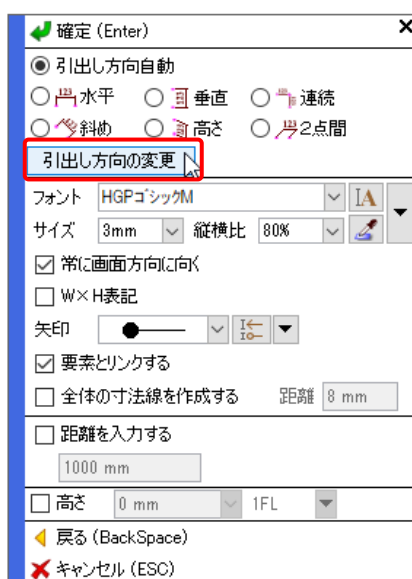 確定 (Enter)
引出し方向自動
水平 垂直 連続
斜め 高さ 2点間
引出し方向の変更
フォント HGPゴシックM
サイズ 3mm 縦横比 80%
常に画面方向に向く
W×H表記
矢印
要素とリンクする
全体の寸法線を作成する 距離 8 mm
距離を入力する
1000 mm
高さ 0 mm 1FL
戻る (BackSpace)
キャンセル (ESC)